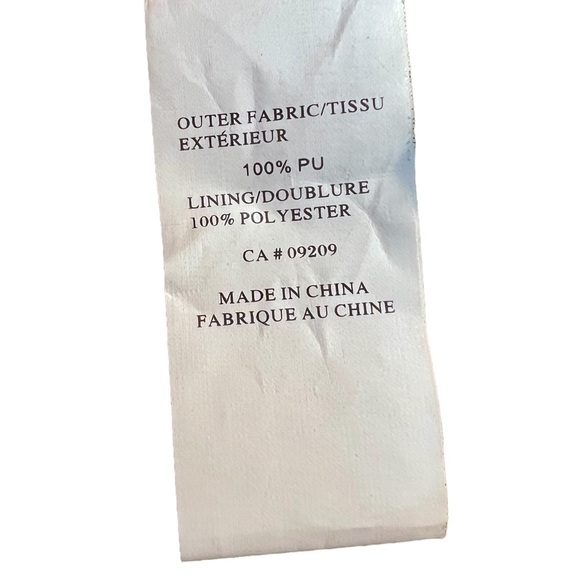 OUTER FABRIC/TISSU
EXTÉRIEUR
100% PU
LINING/DOUBLURE
100% POLYESTER
CA # 09209
MADE IN CHINA
FABRIQUE AU CHINE